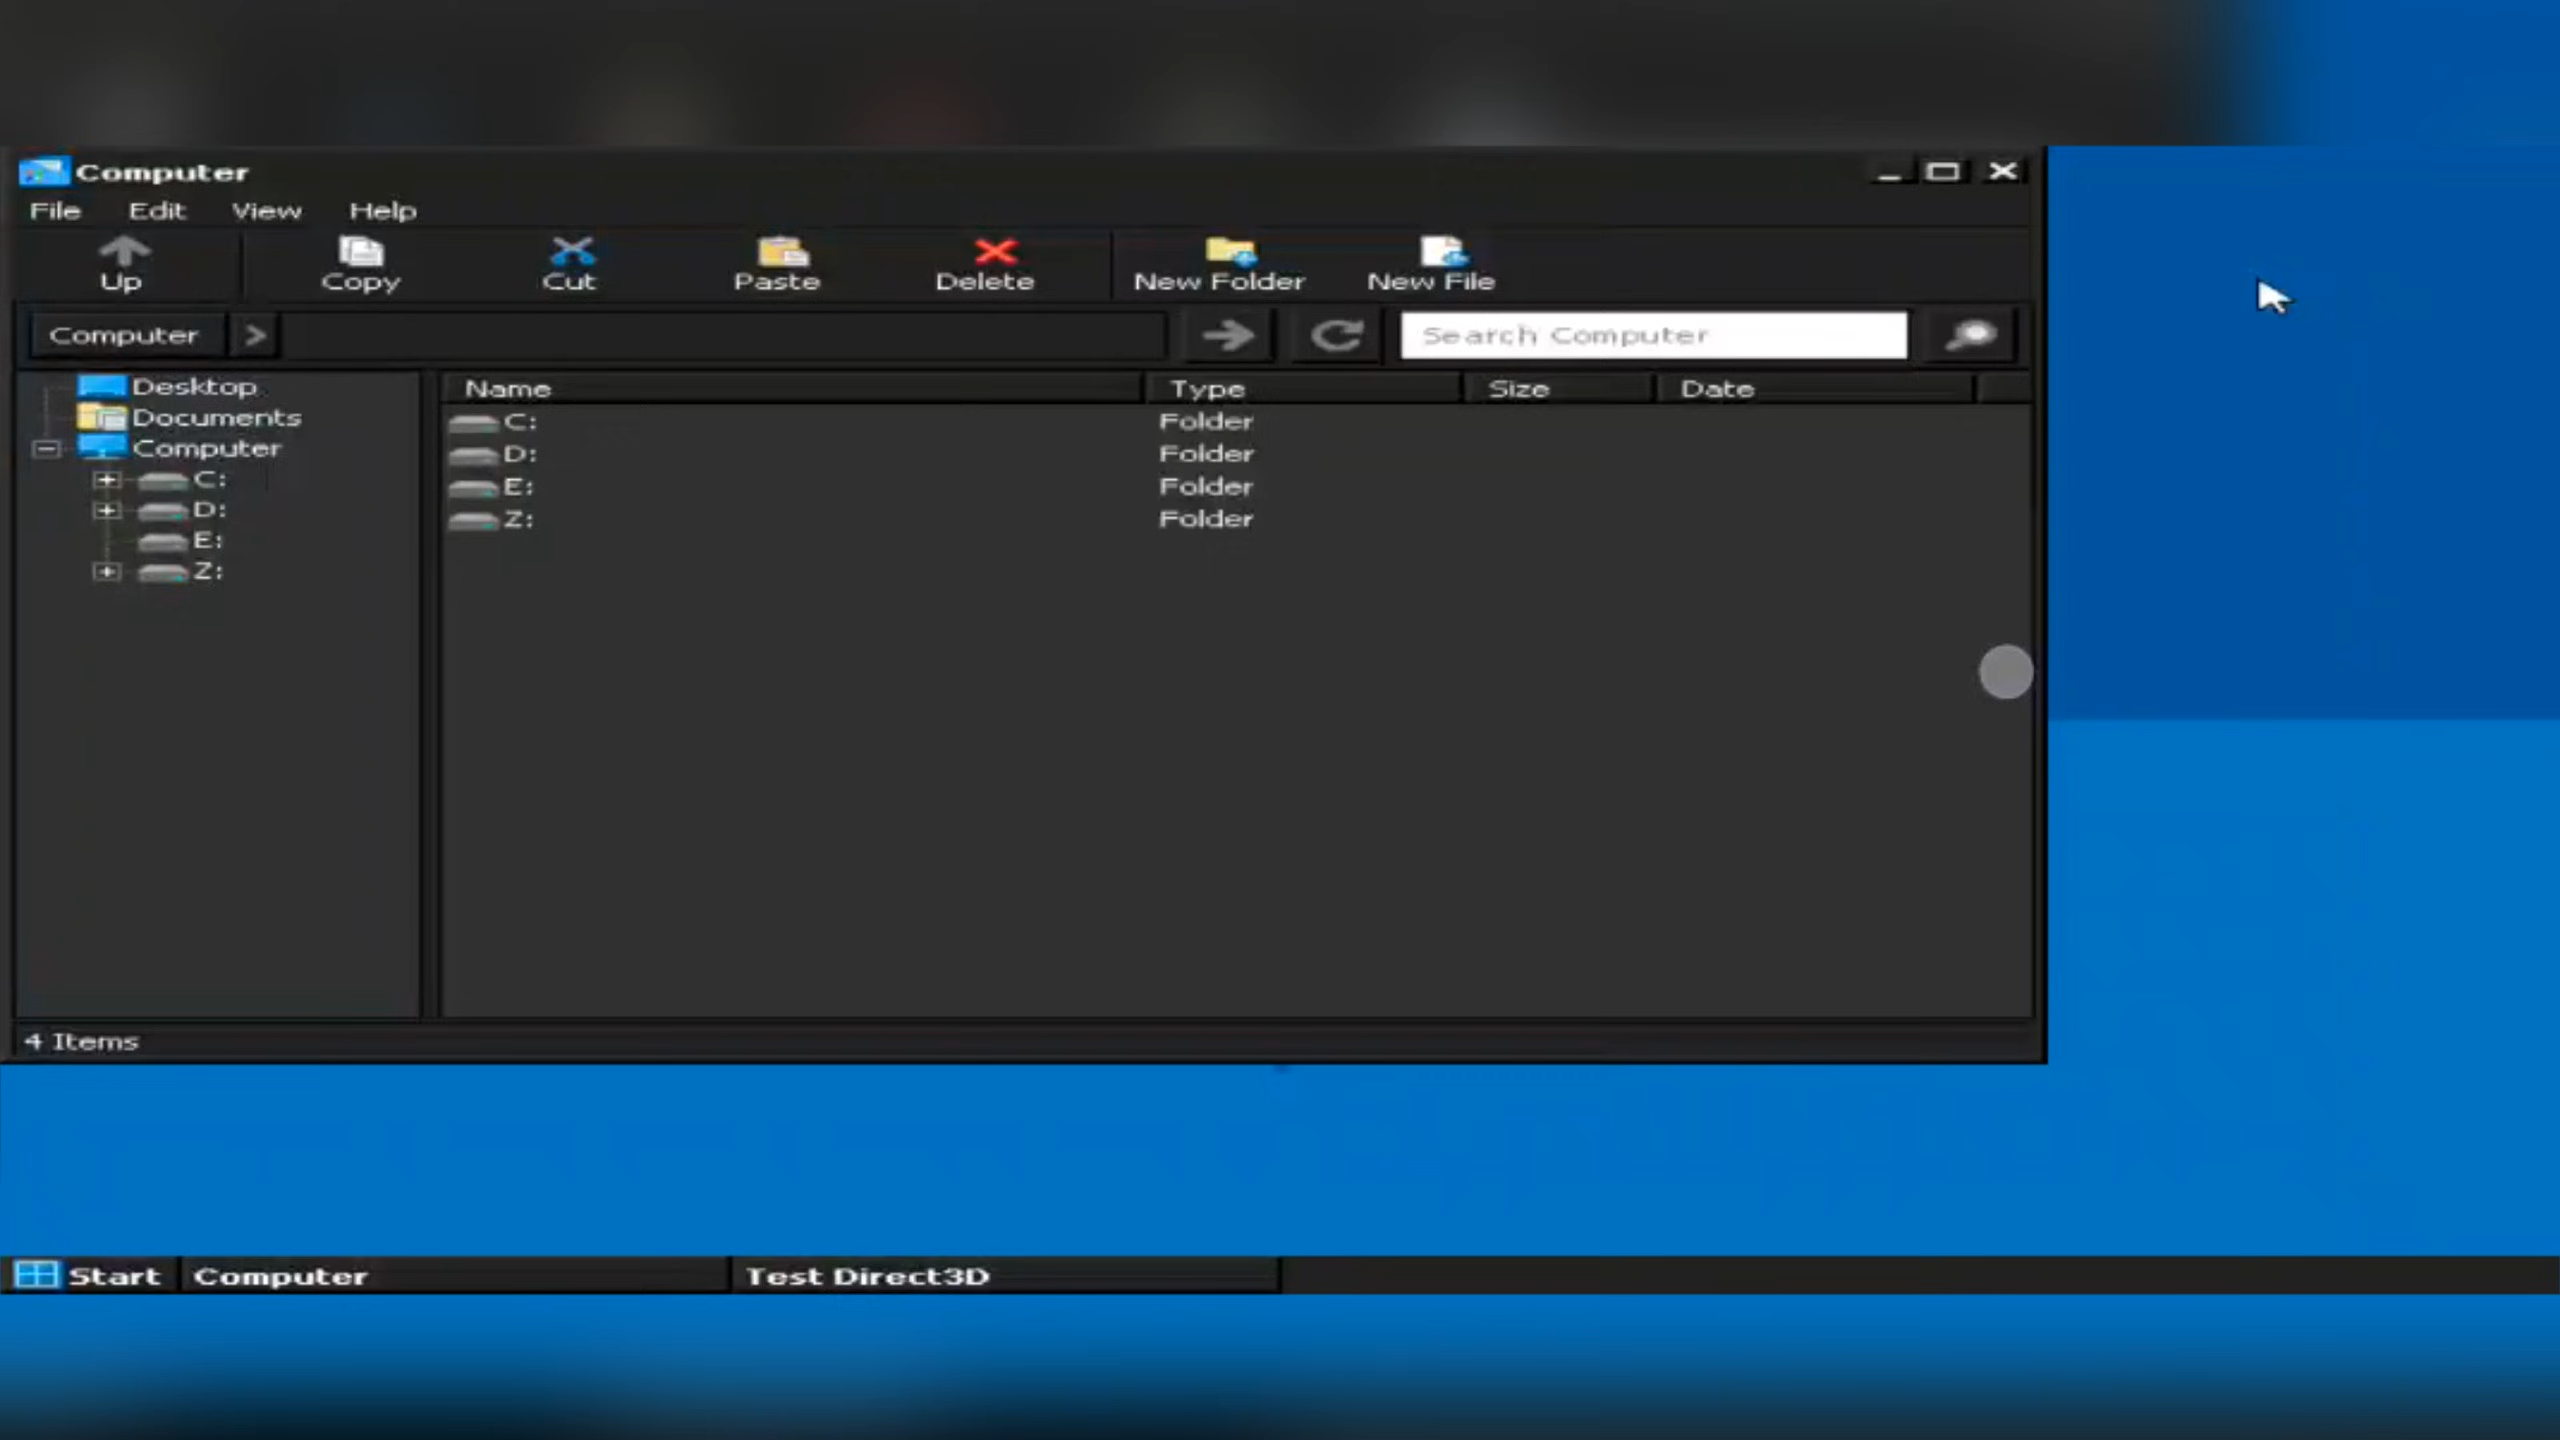 Computer
File Edit View Help
Up Copy Cut Paste Delete New Folder New File
Computer > Search Computer
Desktop
Documents
Computer
C:
D:
E:
Z:
Name Type Size Date
C: Folder
D: Folder
E: Folder
Z: Folder
4 Items
Start Computer Test Direct3D